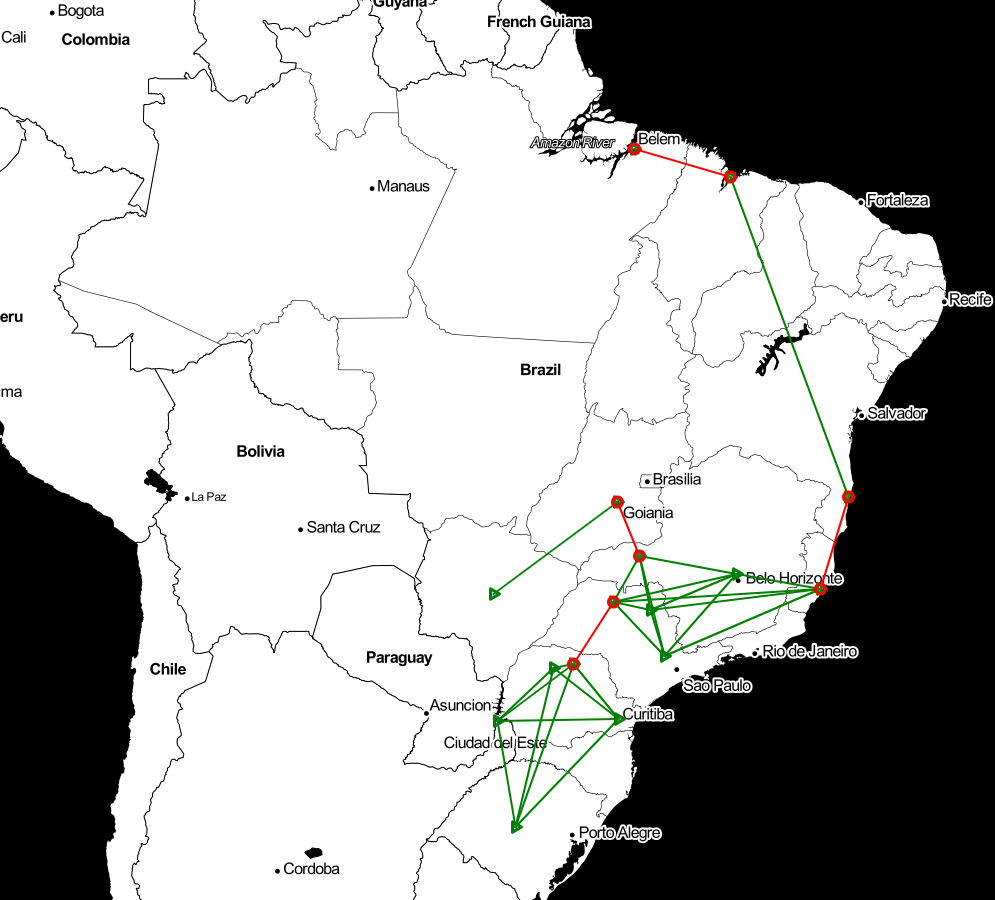 Guyana
Bogota
French Guiana
Cali
Colombia
Belem
Amazon River
Manaus
Fortaleza
Recife
eru
Brazil
ima
Salvador
Bolivia
Brasilia
La Paz
Goiania
Santa Cruz
Belo Horizonte
Rio de Janeiro
Paraguay
Chile
Sao Paulo
Asuncion
Curitiba
Ciudad del Este
Porto Alegre
Cordoba